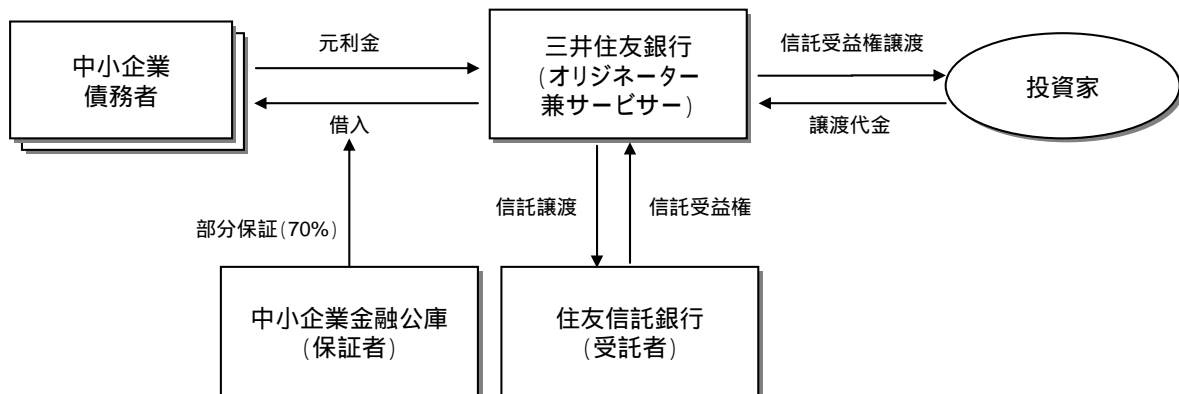 中小企業
債務者
元利金
借入
三井住友銀行
(オリジネーター
兼サービサー)
信託受益権譲渡
譲渡代金
投資家
部分保証(70%)
信託譲渡
信託受益権
中小企業金融公庫
(保証者)
住友信託銀行
(受託者)